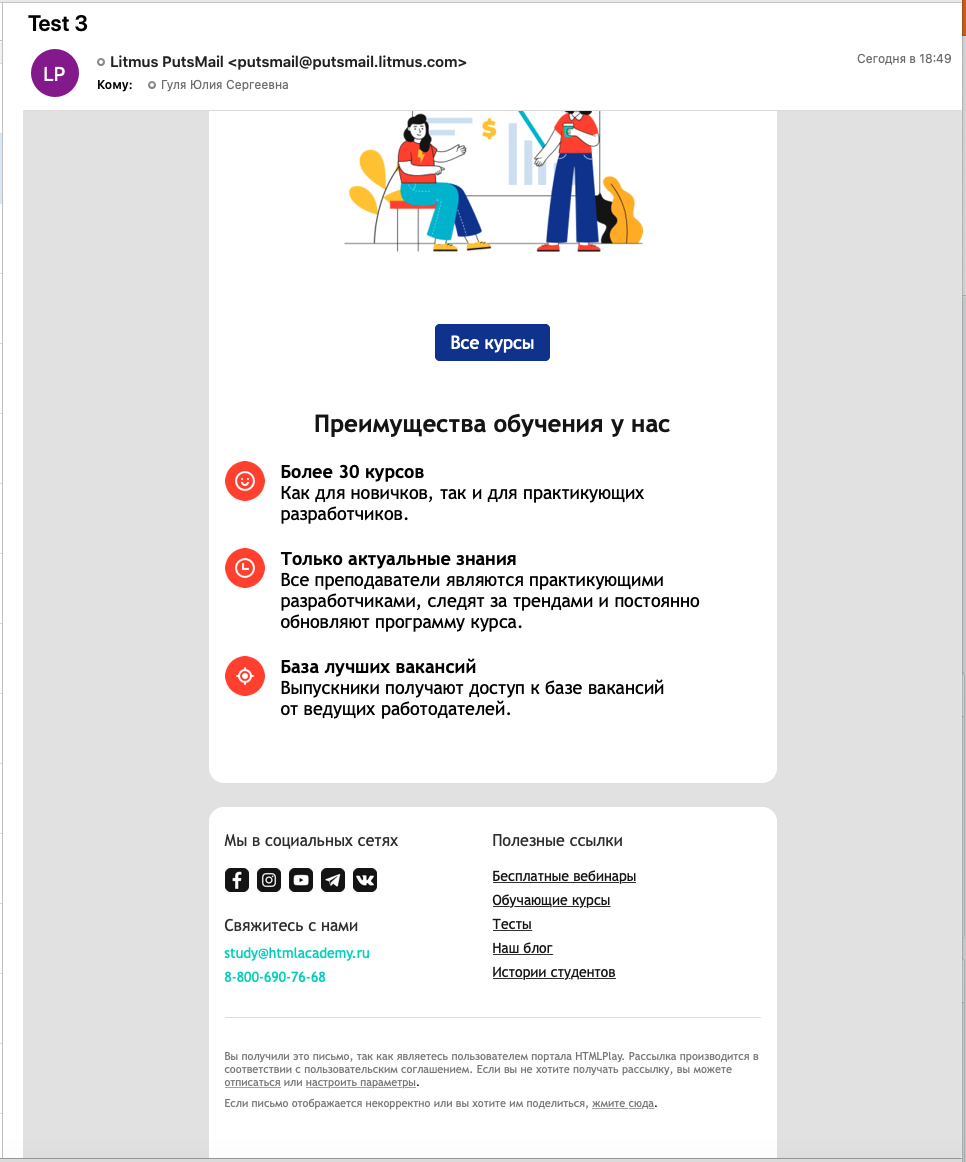 Test 3
LP
Litmus PutsMail <putsmail@putsmail.litmus.com>
Сегодня в 18:49
Кому: Гуля Юлия Сергеевна
$
Все курсы
Преимущества обучения у нас
Более 30 курсов
Как для новичков, так и для практикующих
разработчиков.
Только актуальные знания
Все преподаватели являются практикующими
разработчиками, следят за трендами и постоянно
обновляют программу курса.
База лучших вакансий
Выпускники получают доступ к базе вакансий
от ведущих работодателей.
Мы в социальных сетях
Свяжитесь с нами
study@htmlacademy.ru
8-800-690-76-68
Полезные ссылки
Бесплатные вебинары
Обучающие курсы
Тесты
Наш блог
Истории студентов
Вы получили это письмо, так как являетесь пользователем портала HTMLPlay. Рассылка производится в
соответствии с пользовательским соглашением. Если вы не хотите получать рассылку, вы можете
отписаться или настроить параметры.
Если письмо отображается некорректно или вы хотите им поделиться, жмите сюда.